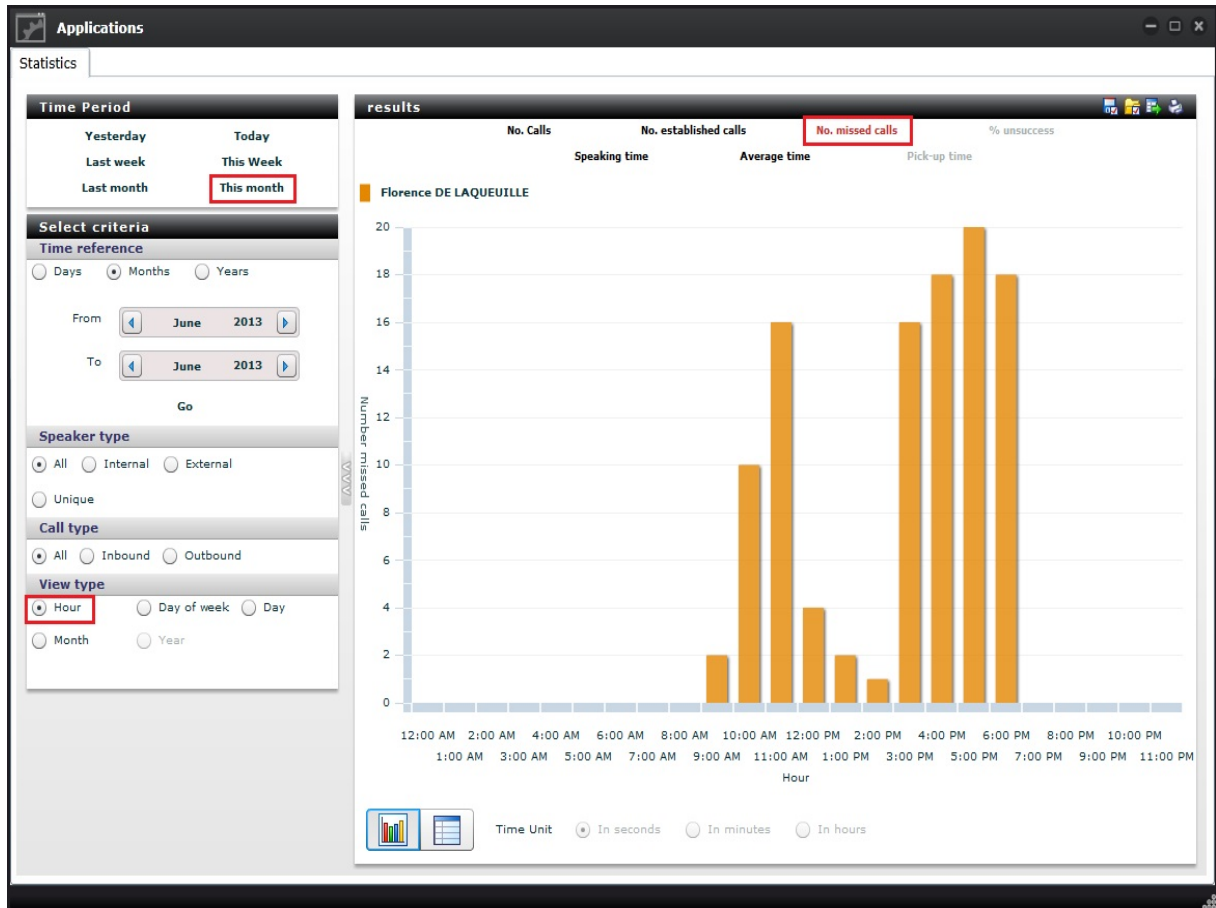 Applications
Statistics
Time Period
Yesterday Today
Last week This Week
Last month This month
Select criteria
Time reference
Days Months Years
From June 2013
To June 2013
Go
Speaker type
All Internal External
Unique
Call type
All Inbound Outbound
View type
Hour Day of week Day
Month Year
results
No. Calls No. established calls No. missed calls % unsuccess
Speaking time Average time Pick-up time
Florence DE LAQUEUILLE
20
18
16
14
12
10
8
6
4
2
0
Number missed calls
12:00 AM 2:00 AM 4:00 AM 6:00 AM 8:00 AM 10:00 AM 12:00 PM 2:00 PM 4:00 PM 6:00 PM 8:00 PM 10:00 PM
1:00 AM 3:00 AM 5:00 AM 7:00 AM 9:00 AM 11:00 AM 1:00 PM 3:00 PM 5:00 PM 7:00 PM 9:00 PM 11:00 PM
Hour
Time Unit In seconds In minutes In hours